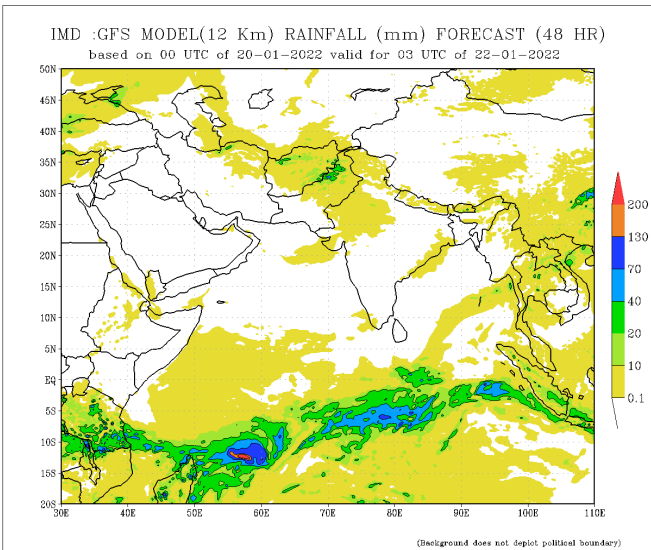 IMD :GFS MODEL(12 Km) RAINFALL (mm) FORECAST (48 HR)
based on 00 UTC of 20-01-2022 valid for 03 UTC of 22-01-2022
50N
45N
40N
35N
30N
25N
20N
15N
10N
5N
EQ
5S
10S
15S
20S
30E 40E 50E 60E 70E 80E 90E 100E 110E
200
130
70
40
20
10
0.1
(Background does not depict political boundary)